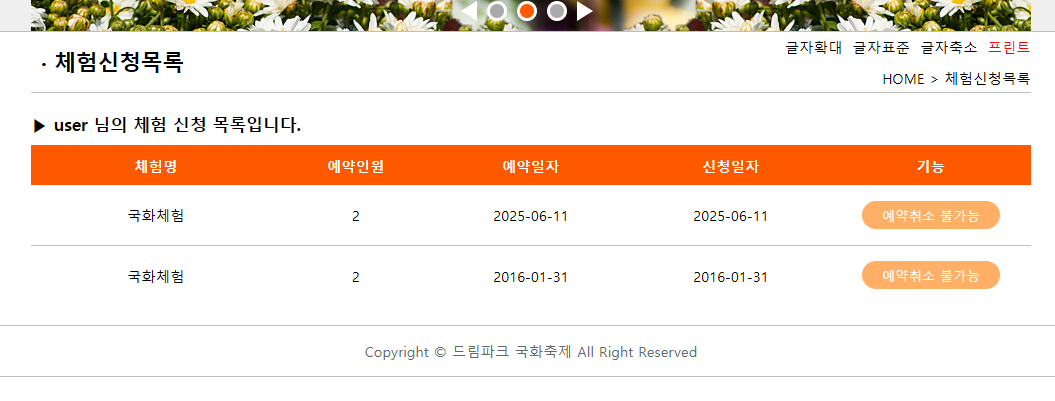 글자확대 글자표준 글자축소 프린트
· 체험신청목록
HOME > 체험신청목록
▶ user 님의 체험 신청 목록입니다.
체험명 예약인원 예약일자 신청일자 기능
국화체험 2 2025-06-11 2025-06-11 예약취소 불가능
국화체험 2 2016-01-31 2016-01-31 예약취소 불가능
Copyright © 드림파크 국화축제 All Right Reserved